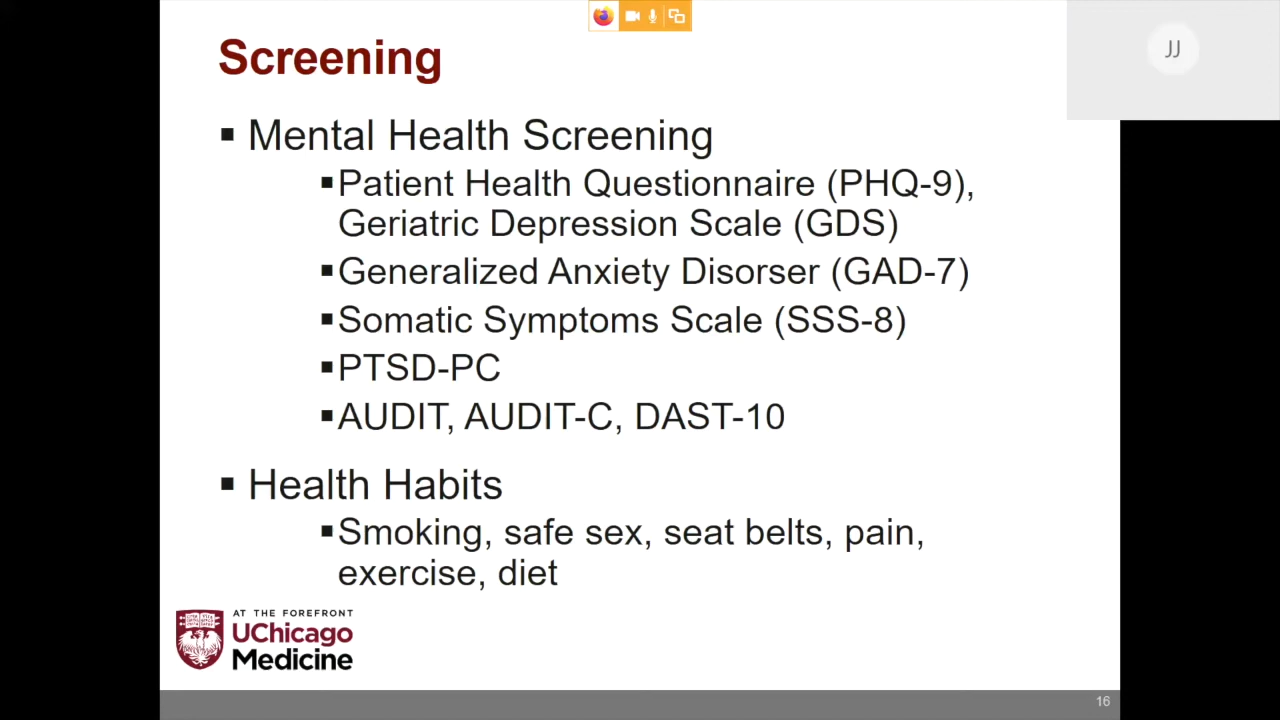 JJ
Screening
▪ Mental Health Screening
▪Patient Health Questionnaire (PHQ-9),
Geriatric Depression Scale (GDS)
▪Generalized Anxiety Disorser (GAD-7)
▪Somatic Symptoms Scale (SSS-8)
▪PTSD-PC
▪AUDIT, AUDIT-C, DAST-10
▪ Health Habits
▪Smoking, safe sex, seat belts, pain,
exercise, diet
AT THE FOREFRONT
UChicago
Medicine
16